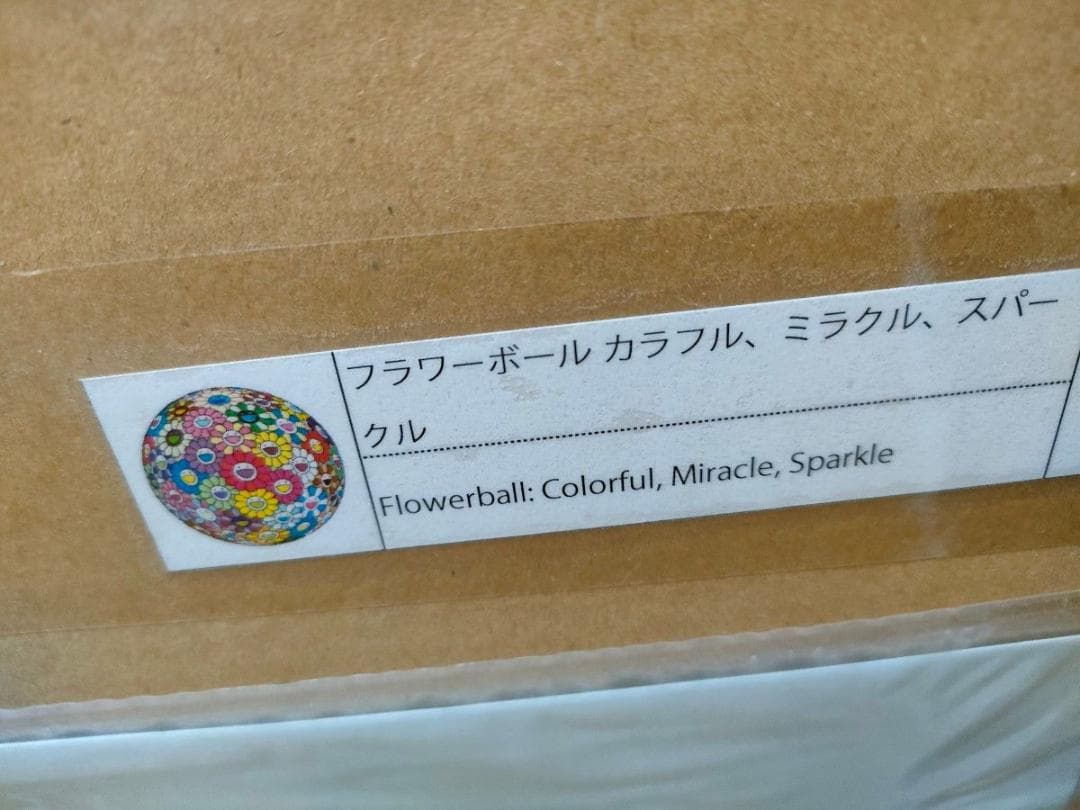 フラワーボール カラフル、ミラクル、スパー
クル
Flowerball: Colorful, Miracle, Sparkle